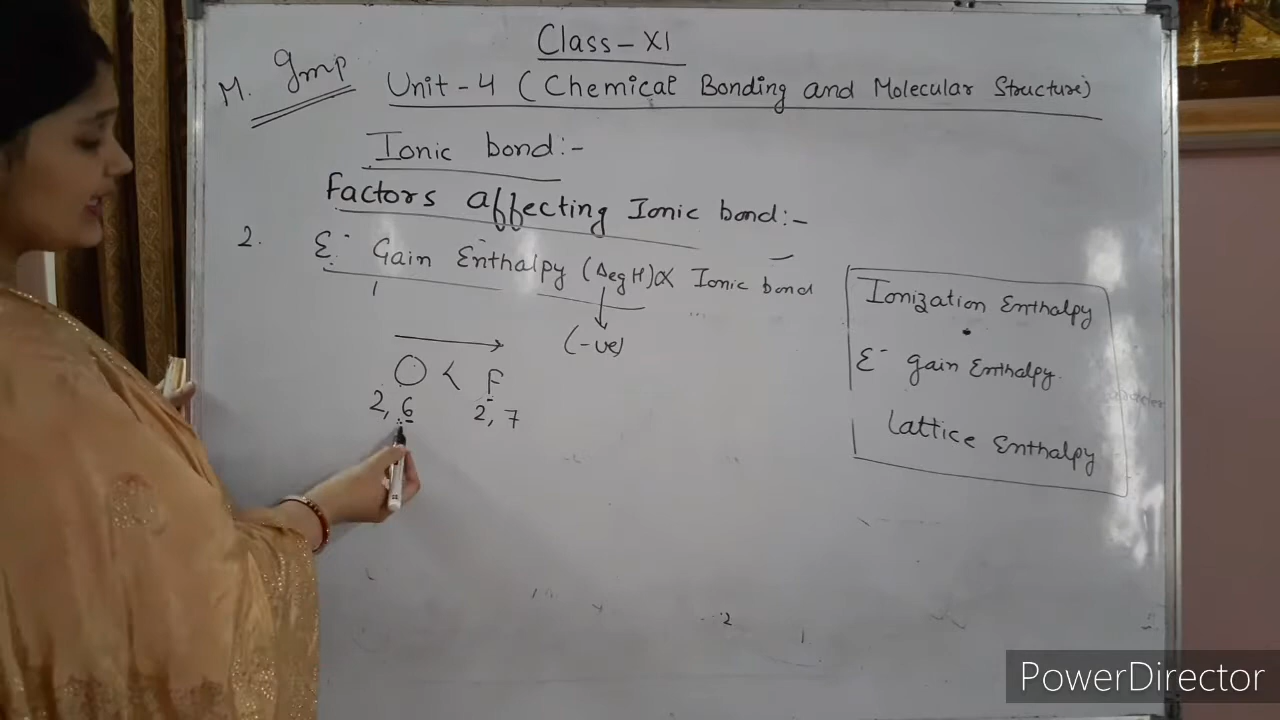 Class - XI
M. Gmp
Unit - 4 (Chemical Bonding and Molecular Structure)
Ionic bond:-
Factors affecting Ionic bond:-
2. E⁻ Gain Enthalpy (ΔegH)∝ Ionic bond
(-ve)
O < F
2, 6 2, 7
Ionization Enthalpy
E⁻ gain Enthalpy.
Lattice Enthalpy
2
PowerDirector